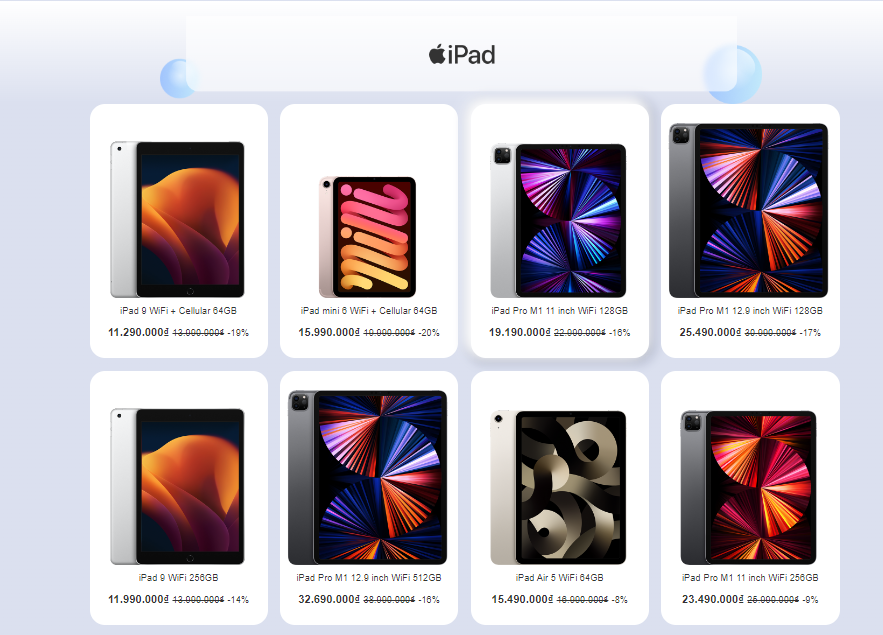 iPad
iPad 9 WiFi + Cellular 64GB
11.290.000₫ 13.990.000₫ -19%
iPad mini 6 WiFi + Cellular 64GB
15.990.000₫ 19.990.000₫ -20%
iPad Pro M1 11 inch WiFi 128GB
19.190.000₫ 22.990.000₫ -16%
iPad Pro M1 12.9 inch WiFi 128GB
25.490.000₫ 30.990.000₫ -17%
iPad 9 WiFi 256GB
11.990.000₫ 13.990.000₫ -14%
iPad Pro M1 12.9 inch WiFi 512GB
32.690.000₫ 38.990.000₫ -16%
iPad Air 5 WiFi 64GB
15.490.000₫ 16.990.000₫ -8%
iPad Pro M1 11 inch WiFi 256GB
23.490.000₫ 25.990.000₫ -9%